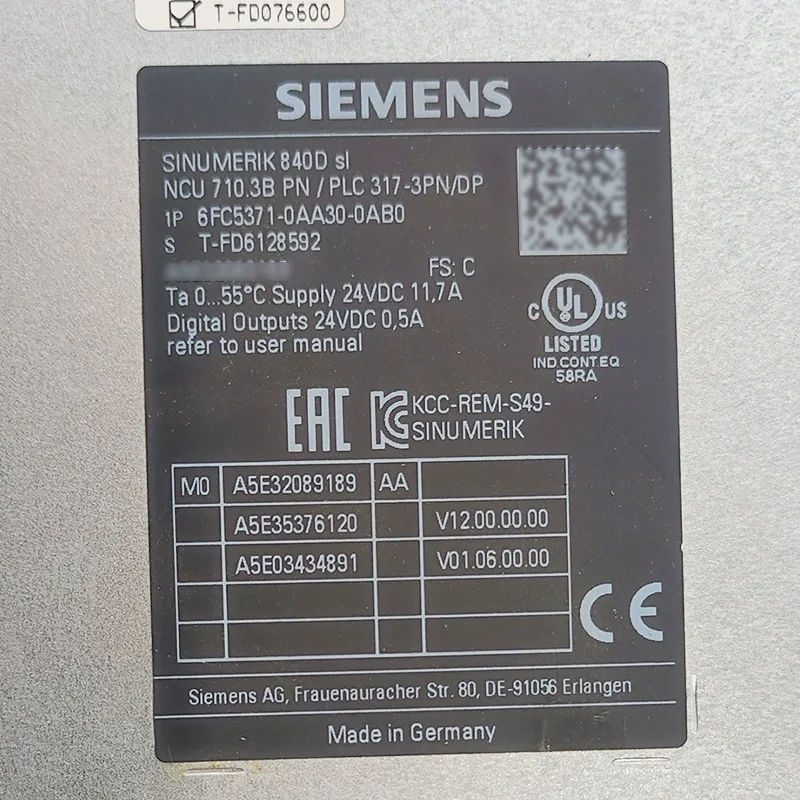 T-FD076600
SIEMENS
SINUMERIK 840D sl
NCU 710.3B PN / PLC 317-3PN/DP
1P 6FC5371-0AA30-0AB0
S T-FD6128592
FS: C
Ta 0...55°C Supply 24VDC 11,7A
Digital Outputs 24VDC 0,5A
refer to user manual
C UL US
LISTED
IND.CONT.EQ
58RA
EAC
KCC-REM-S49-
SINUMERIK
M0 A5E32089189 AA
A5E35376120 V12.00.00.00
A5E03434891 V01.06.00.00
CE
Siemens AG, Frauenauracher Str. 80, DE-91056 Erlangen
Made in Germany